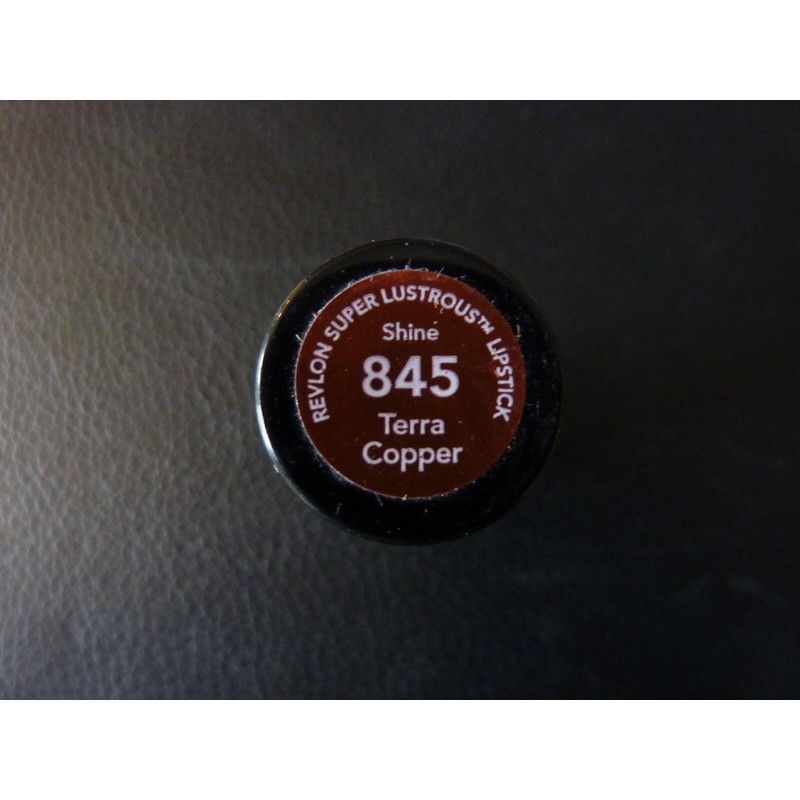 REVLON SUPER LUSTROUS™ LIPSTICK
Shine
845
Terra
Copper